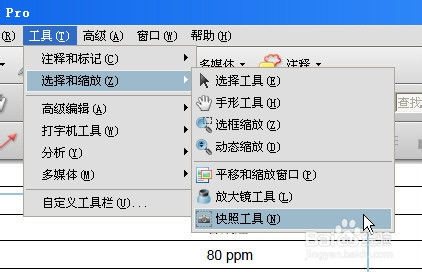 Pro
(R) 工具(T) 高级(A) 窗口(W) 帮助(H)
注释和标记(C)
多媒体
注释
选择和缩放(Z)
选择工具(E)
手形工具(H)
查找
高级编辑(A)
选框缩放(Z)
打字机工具(W)
动态缩放(D)
分析(Y)
多媒体(M)
平移和缩放窗口(P)
放大镜工具(L)
自定义工具栏(U)...
快照工具(N)
80 ppm